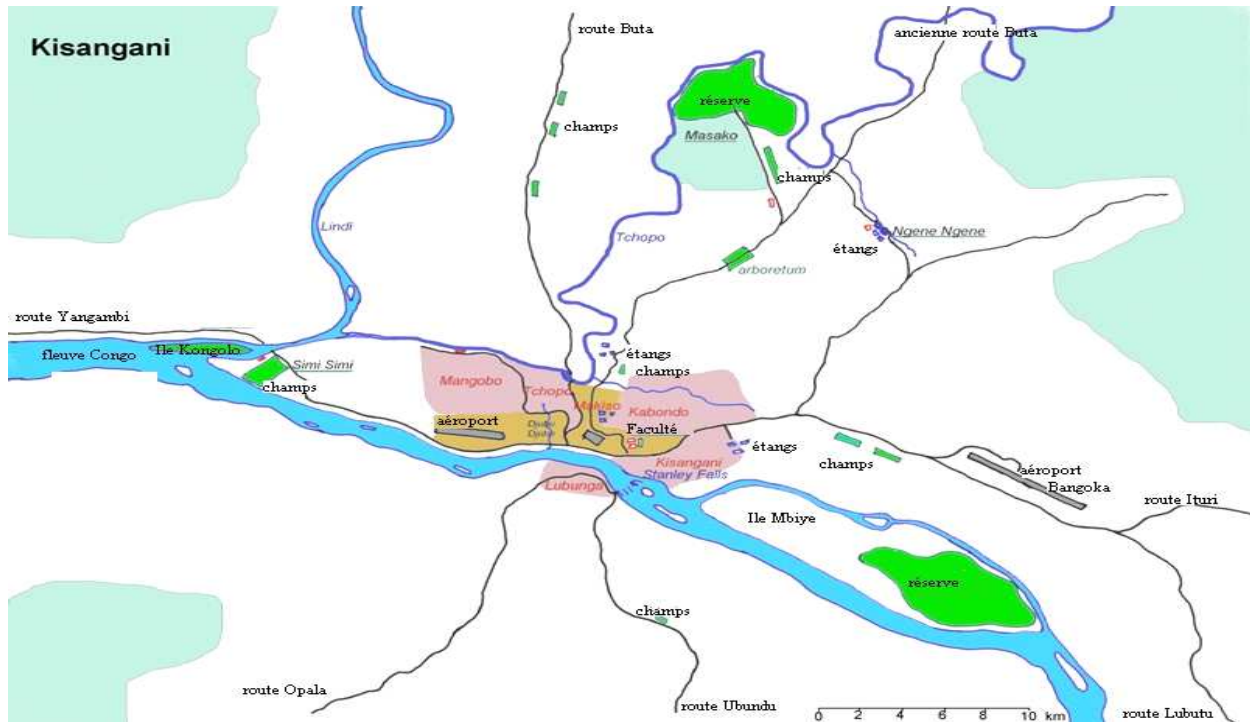 Kisangani
route Buta
ancienne route Buta
réserve
champs
Masako
champs
Lindi
Tchopo
Ngene Ngene
étangs
arboretum
route Yangambi
fleuve Congo
Ile Kongolo
Simi Simi
champs
étangs
champs
Mangobo
Tchopo
Makiso
Kabondo
aéroport
Faculté
étangs
Kisangani
Stanley Falls
champs
aéroport
Bangoka
Lubunga
route Ituri
Ile Mbiye
réserve
champs
route Opala
route Ubundu
0 2 4 6 8 10 km
route Lubutu